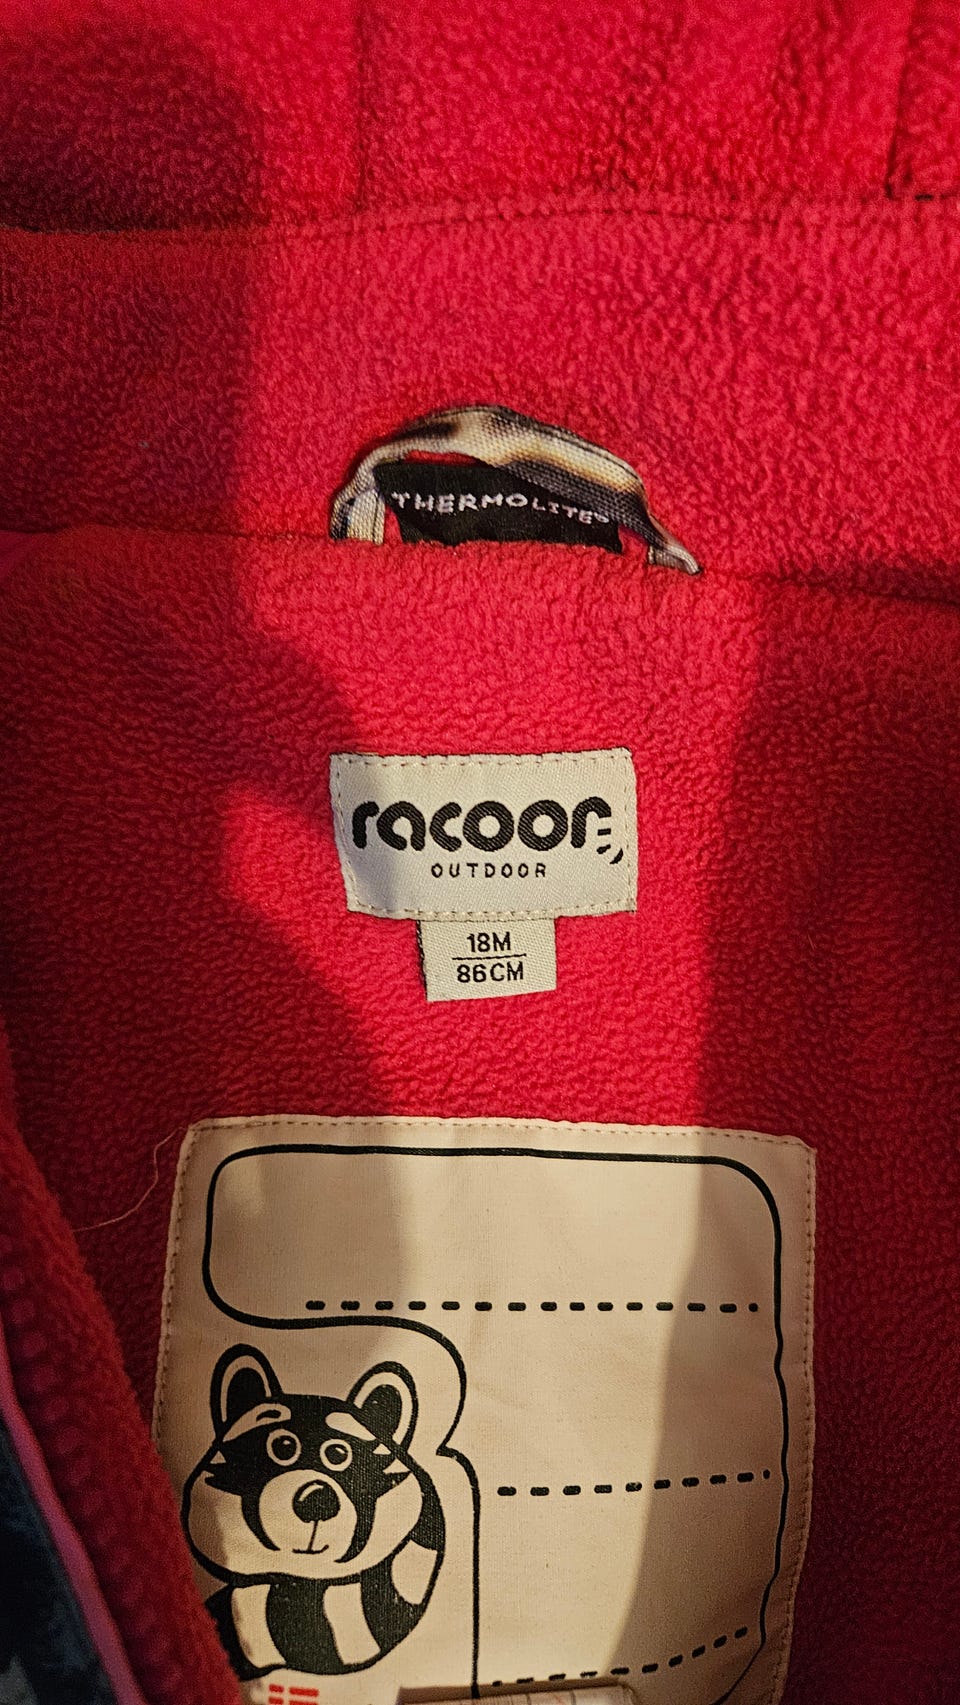 THERMOLITE®
racoon
OUTDOOR
18M
86CM